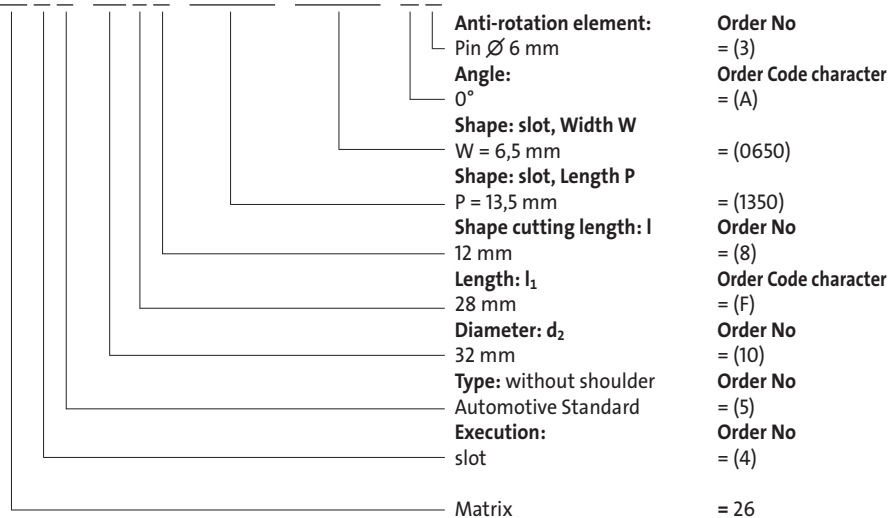 Anti-rotation element: Order No
Pin Ø 6 mm = (3)
Angle: Order Code character
0° = (A)
Shape: slot, Width W
W = 6,5 mm = (0650)
Shape: slot, Length P
P = 13,5 mm = (1350)
Shape cutting length: l Order No
12 mm = (8)
Length: l₁ Order Code character
28 mm = (F)
Diameter: d₂ Order No
32 mm = (10)
Type: without shoulder Order No
Automotive Standard = (5)
Execution: Order No
slot = (4)
Matrix = 26